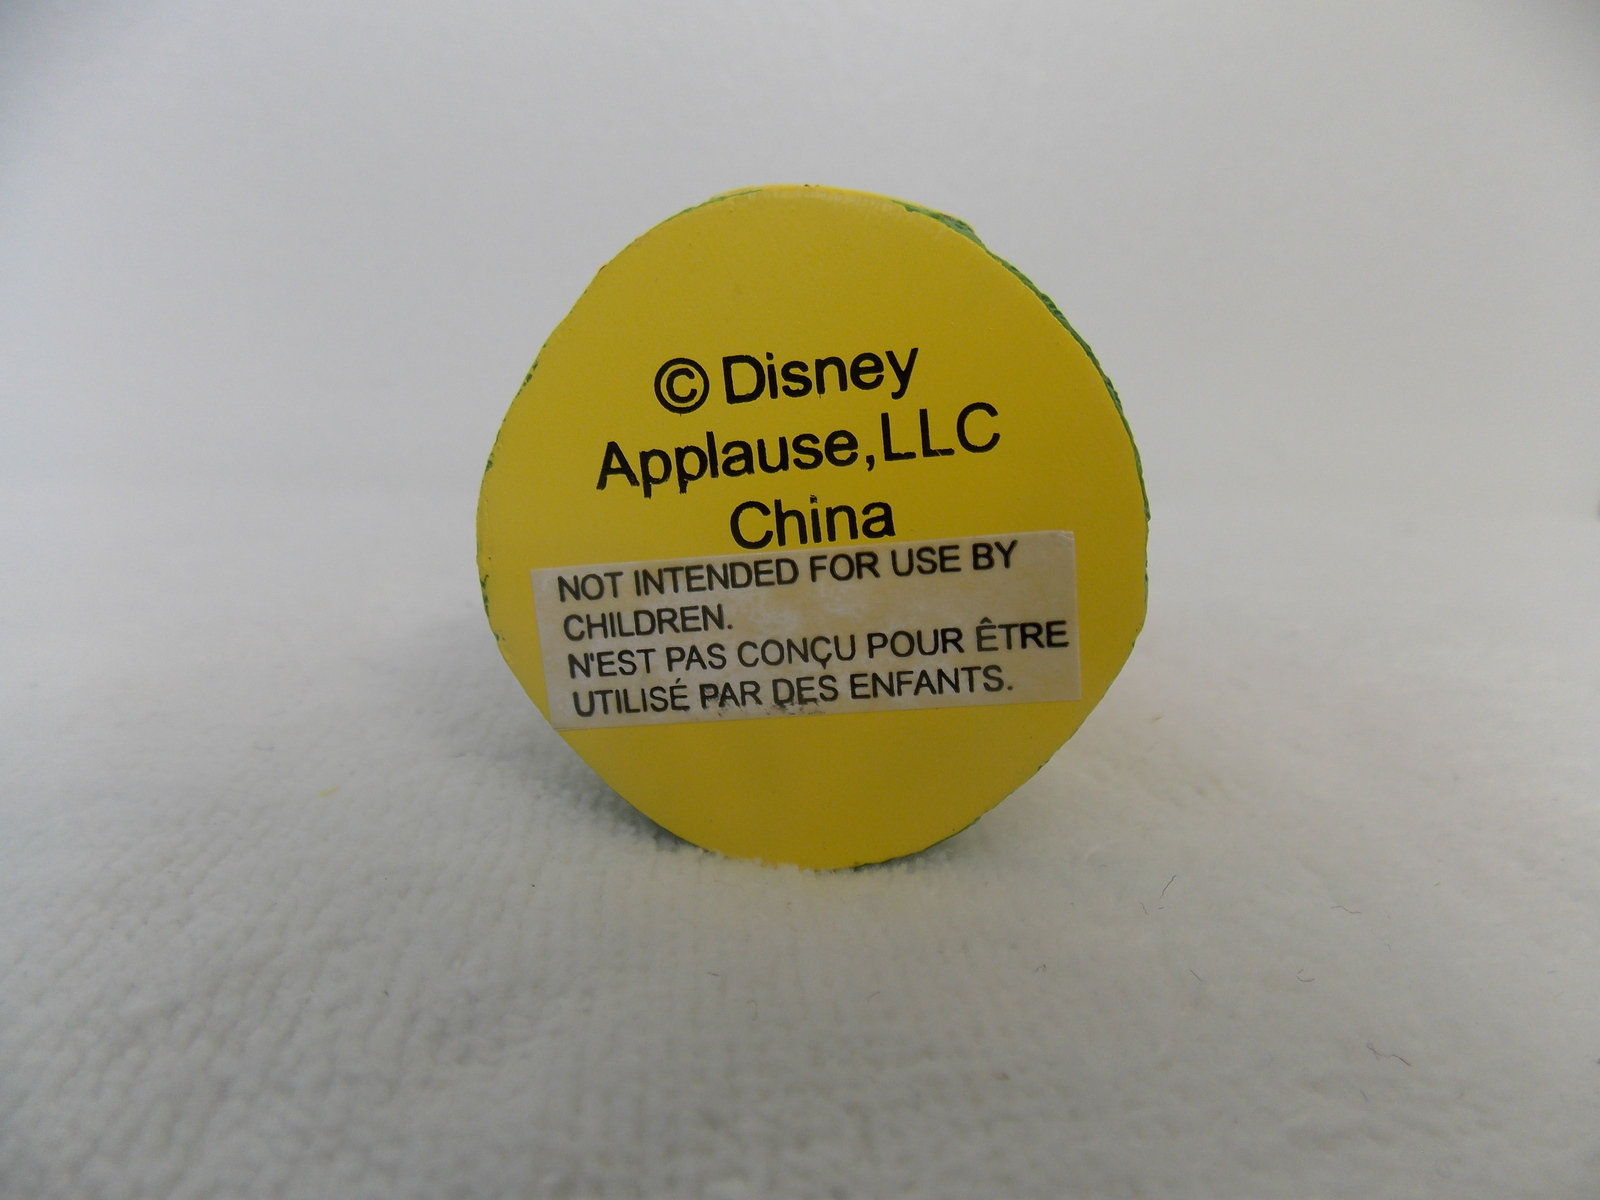 © Disney
Applause, LLC
China
NOT INTENDED FOR USE BY
CHILDREN.
N'EST PAS CONÇU POUR ÊTRE
UTILISÉ PAR DES ENFANTS.